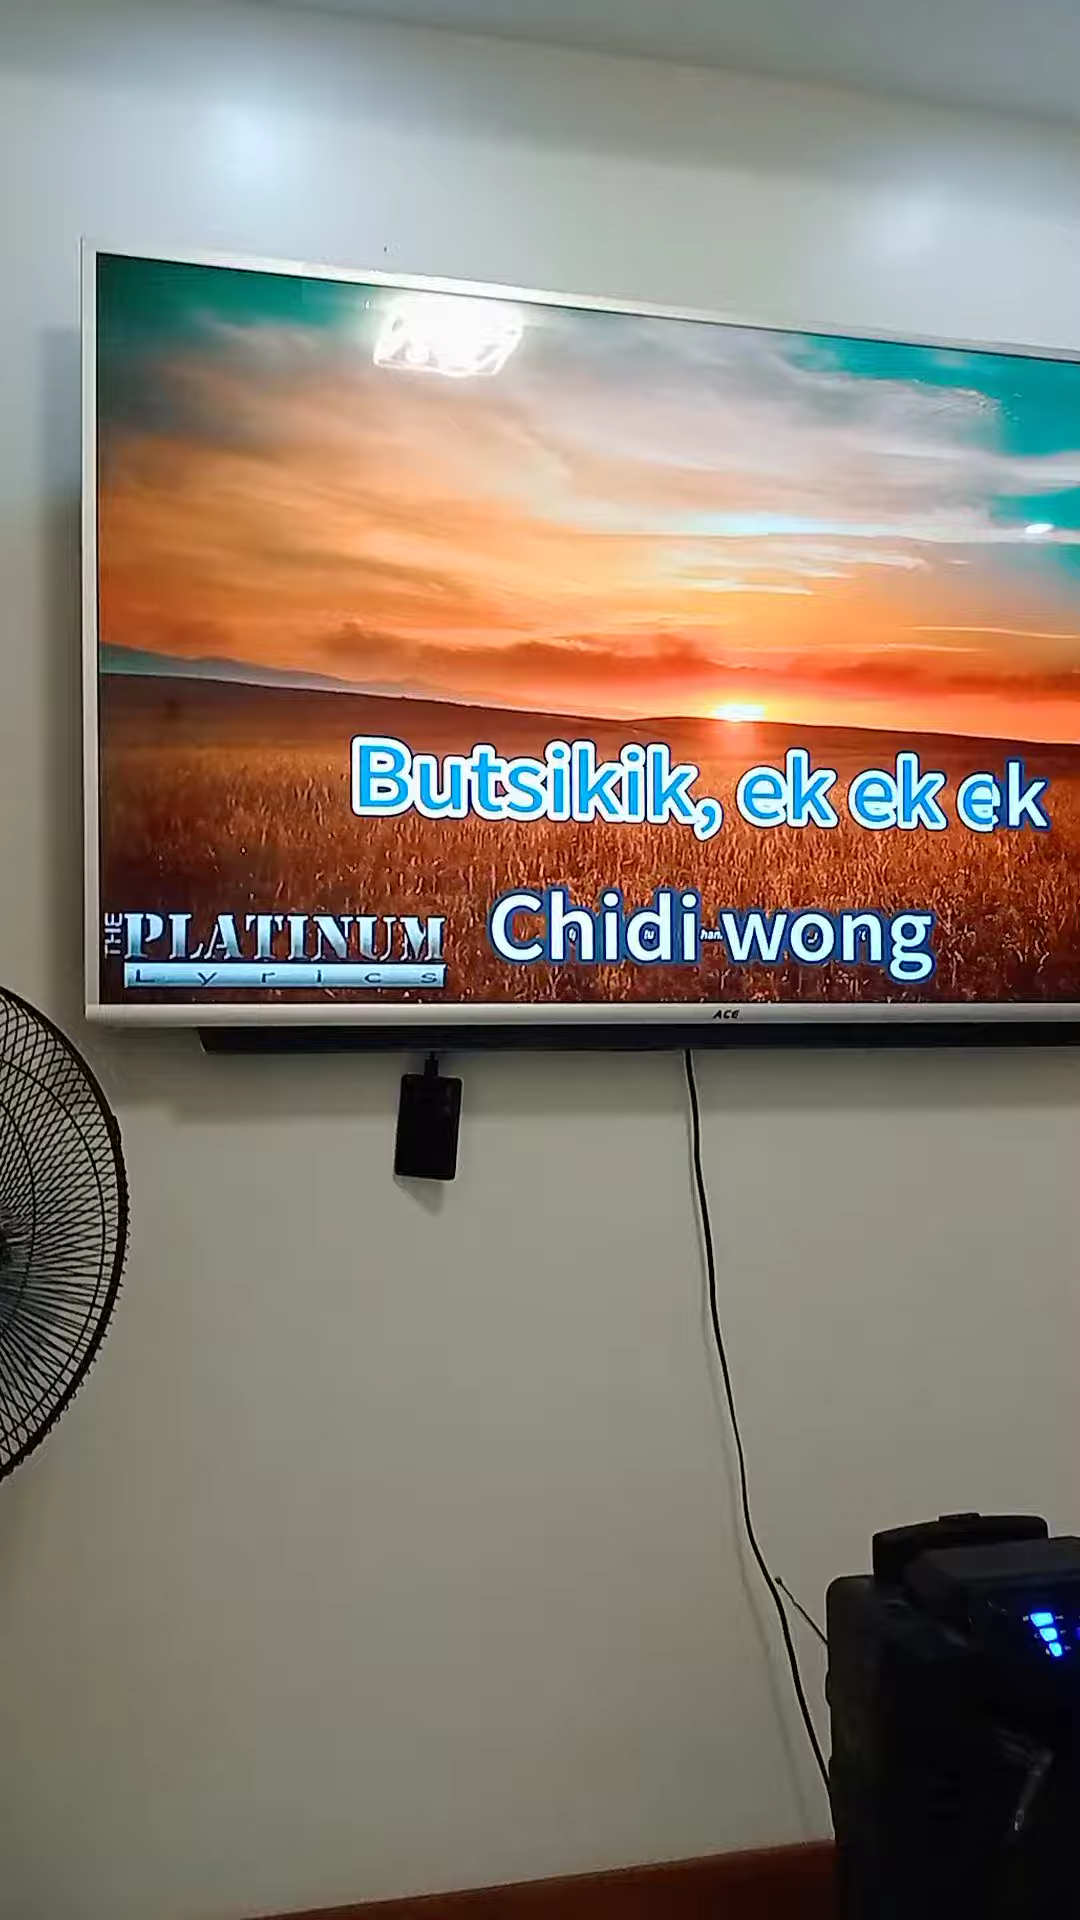 Butsikik, ek ek ek
Chidi-wong
THE PLATINUM
Lyrics
ACE